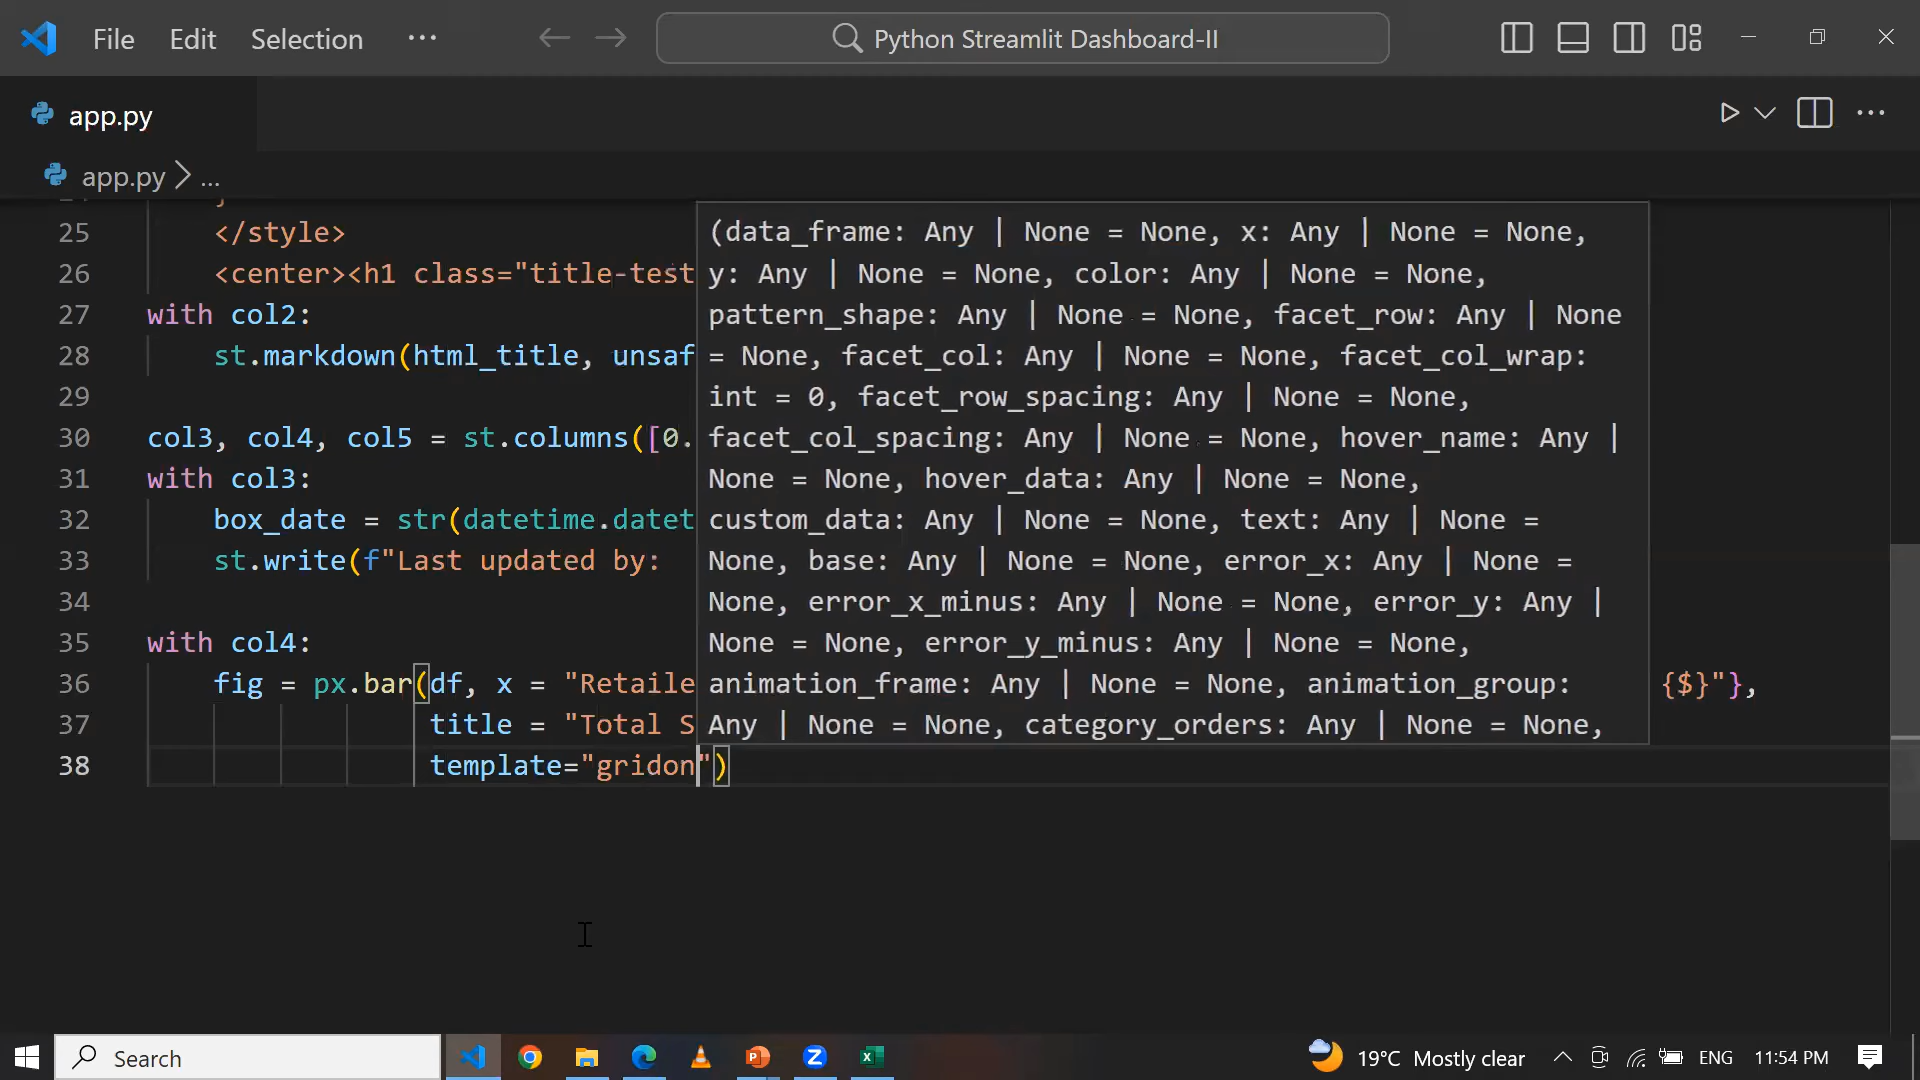 File Edit Selection ··· Python Streamlit Dashboard-II
app.py
app.py > ...
25 </style>
26 <center><h1 class="title-test
27 with col2:
28 st.markdown(html_title, unsaf
29
30 col3, col4, col5 = st.columns([0.
31 with col3:
32 box_date = str(datetime.datet
33 st.write(f"Last updated by:
34
35 with col4:
36 fig = px.bar(df, x = "Retaile {$}"},
37 title = "Total S
38 template="gridon")
(data_frame: Any | None = None, x: Any | None = None,
y: Any | None = None, color: Any | None = None,
pattern_shape: Any | None = None, facet_row: Any | None
= None, facet_col: Any | None = None, facet_col_wrap:
int = 0, facet_row_spacing: Any | None = None,
facet_col_spacing: Any | None = None, hover_name: Any |
None = None, hover_data: Any | None = None,
custom_data: Any | None = None, text: Any | None =
None, base: Any | None = None, error_x: Any | None =
None, error_x_minus: Any | None = None, error_y: Any |
None = None, error_y_minus: Any | None = None,
animation_frame: Any | None = None, animation_group:
Any | None = None, category_orders: Any | None = None,
Search 19°C Mostly clear ENG 11:54 PM